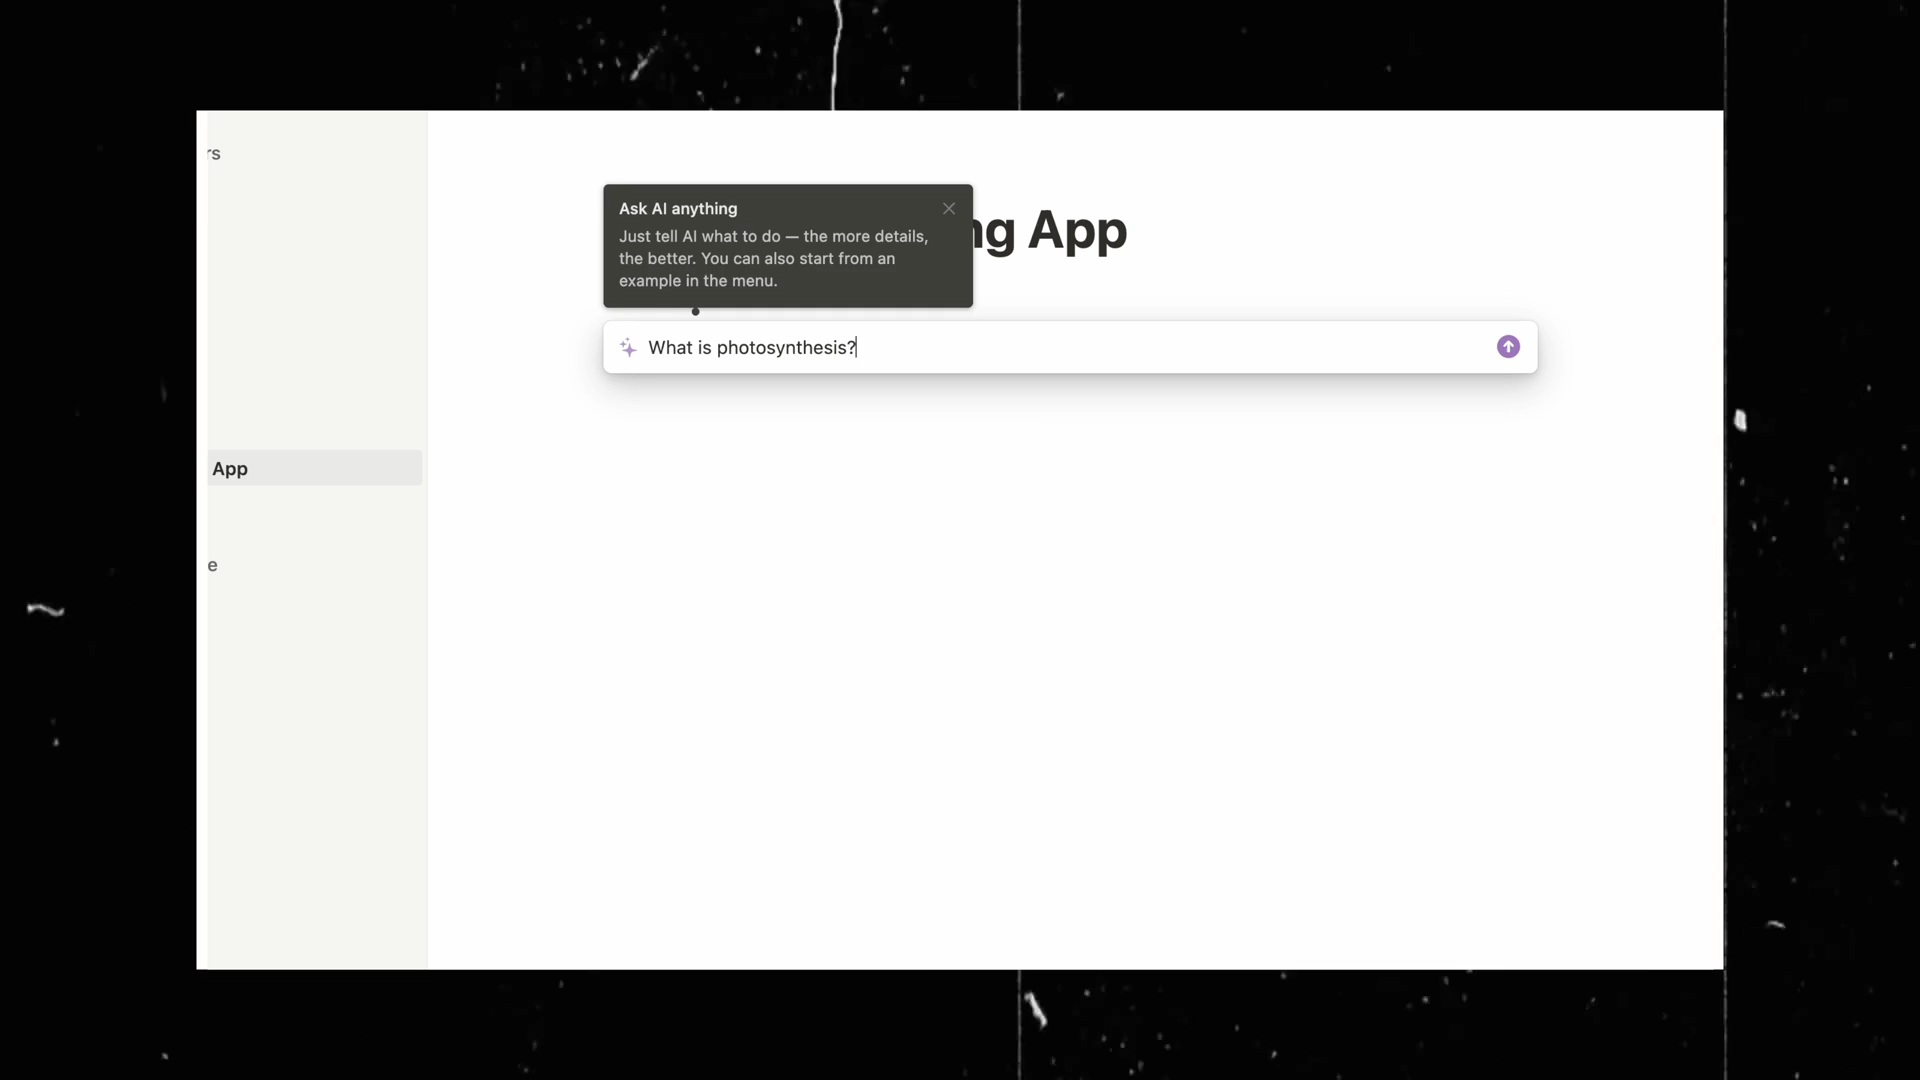 rs
Ask AI anything
Just tell AI what to do — the more details,
the better. You can also start from an
example in the menu.
ng App
What is photosynthesis?
App
e